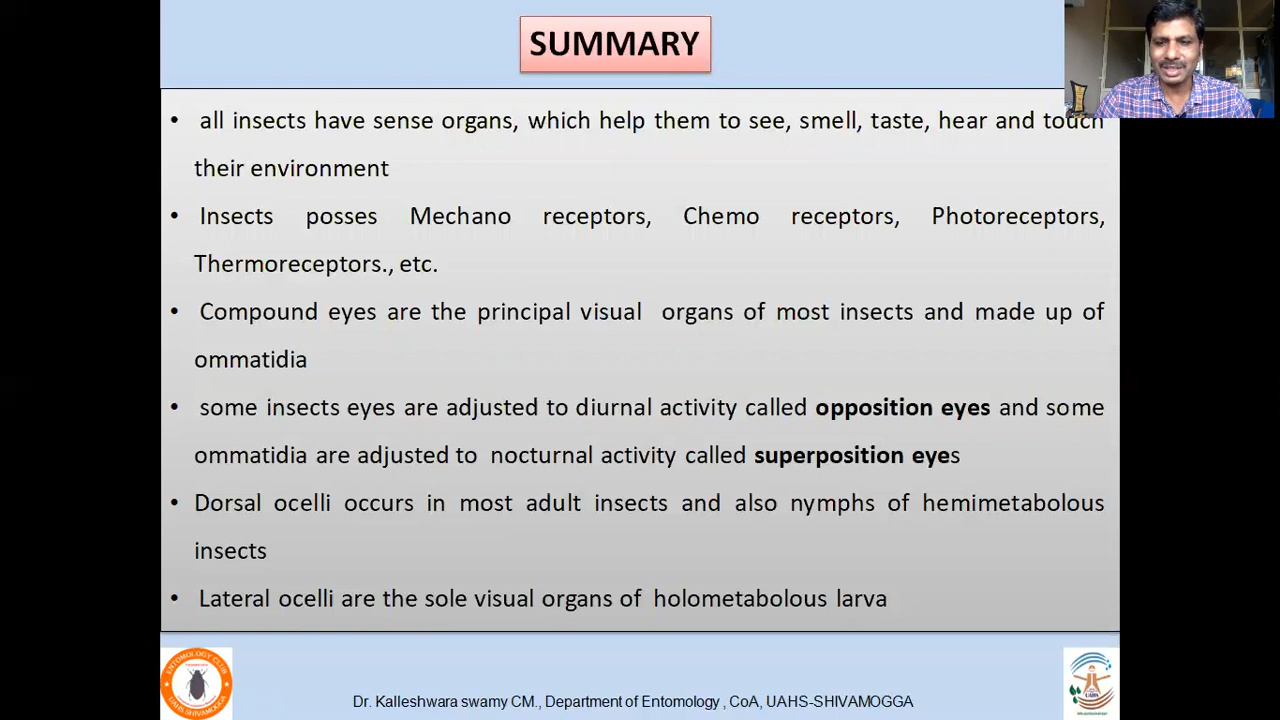 SUMMARY
• all insects have sense organs, which help them to see, smell, taste, hear and touch
their environment
• Insects posses Mechano receptors, Chemo receptors, Photoreceptors,
Thermoreceptors., etc.
• Compound eyes are the principal visual organs of most insects and made up of
ommatidia
• some insects eyes are adjusted to diurnal activity called opposition eyes and some
ommatidia are adjusted to nocturnal activity called superposition eyes
• Dorsal ocelli occurs in most adult insects and also nymphs of hemimetabolous
insects
• Lateral ocelli are the sole visual organs of holometabolous larva
ENTOMOLOGY CLUB
UAHS SHIVAMOGGA
Dr. Kalleshwara swamy CM., Department of Entomology , CoA, UAHS-SHIVAMOGGA
UAHS